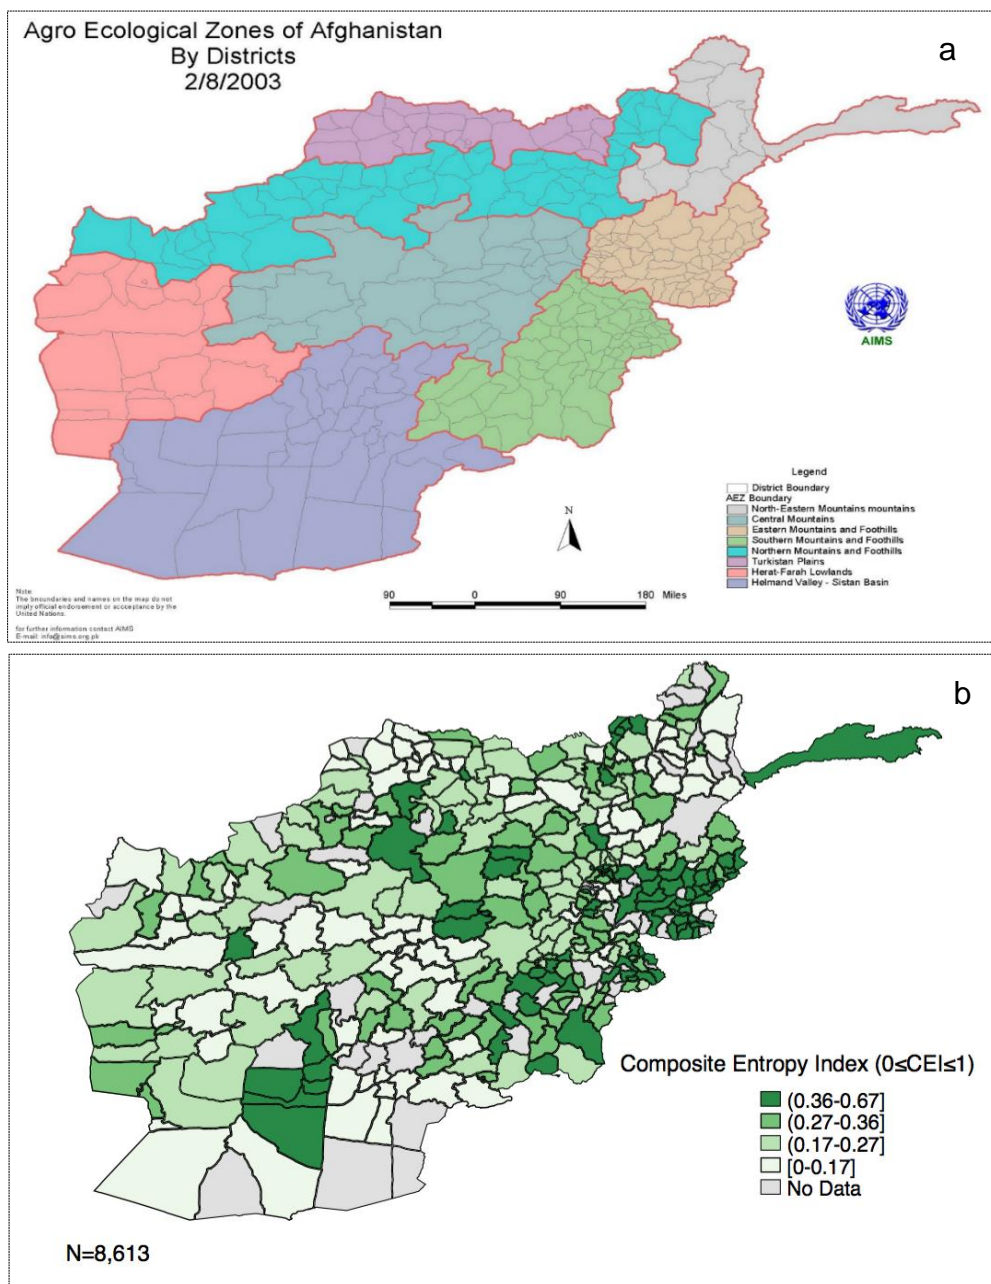 Agro Ecological Zones of Afghanistan
By Districts
2/8/2003
a
AIMS
Legend
District Boundary
AEZ Boundary
North-Eastern Mountains mountains
Central Mountains
Eastern Mountains and Foothills
Southern Mountains and Foothills
Northern Mountains and Foothills
Turkistan Plains
Herat-Farah Lowlands
Helmand Valley - Sistan Basin
N
90 0 90 180 Miles
Note:
The boundaries and names on the map do not
imply official endorsement or acceptance by the
United Nations.
for further information contact AIMS
E-mail: info@aims.org.pk
b
Composite Entropy Index (0≤CEI≤1)
(0.36-0.67]
(0.27-0.36]
(0.17-0.27]
[0-0.17]
No Data
N=8,613